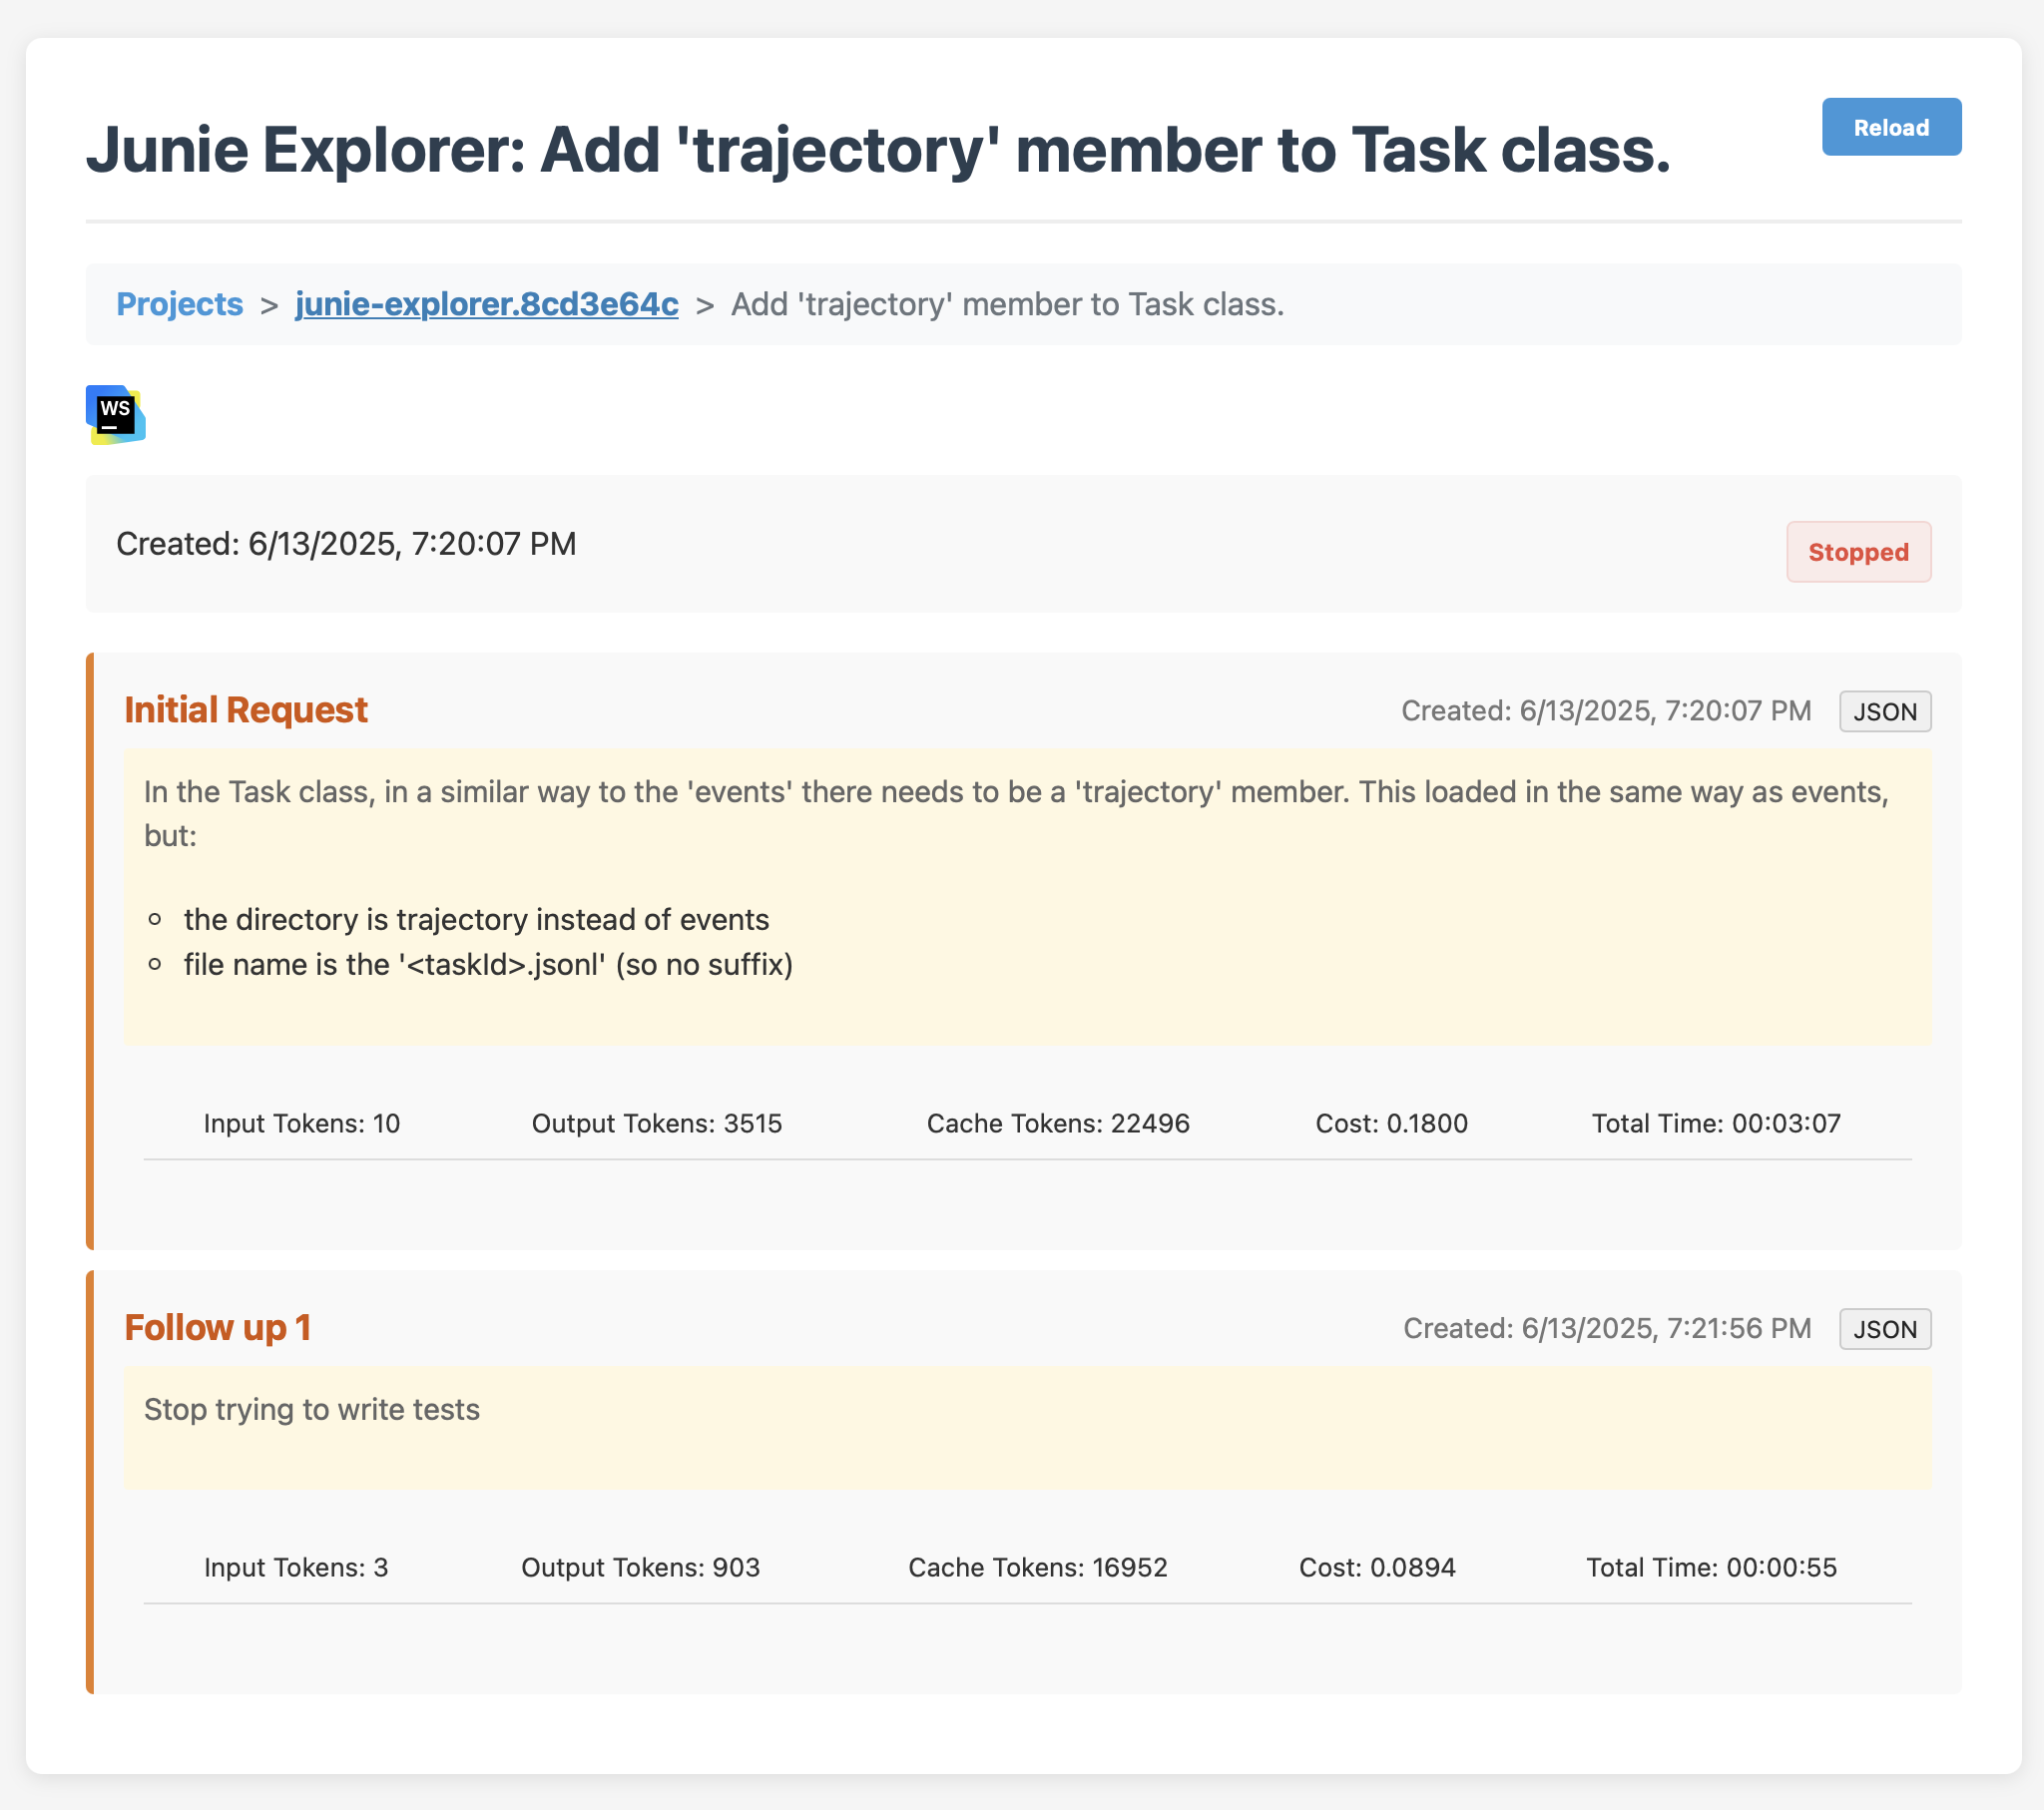 Junie Explorer: Add 'trajectory' member to Task class.
Reload
Projects > junie-explorer.8cd3e64c > Add 'trajectory' member to Task class.
WS
Created: 6/13/2025, 7:20:07 PM
Stopped
Initial Request
Created: 6/13/2025, 7:20:07 PM
JSON
In the Task class, in a similar way to the 'events' there needs to be a 'trajectory' member. This loaded in the same way as events,
but:
the directory is trajectory instead of events
file name is the '<taskId>.jsonl' (so no suffix)
Input Tokens: 10 Output Tokens: 3515 Cache Tokens: 22496 Cost: 0.1800 Total Time: 00:03:07
Follow up 1
Created: 6/13/2025, 7:21:56 PM
JSON
Stop trying to write tests
Input Tokens: 3 Output Tokens: 903 Cache Tokens: 16952 Cost: 0.0894 Total Time: 00:00:55